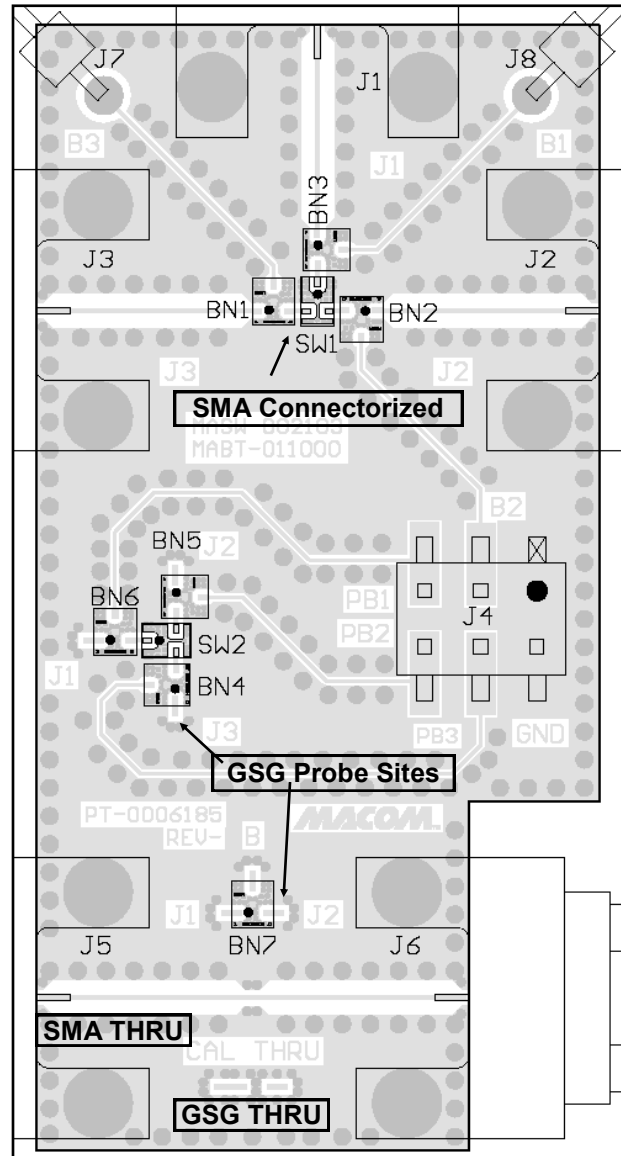 J7
J8
J1
B3
B1
J1
BN3
J3
J2
BN1
BN2
SW1
J3
J2
SMA Connectorized
MABT-011000
B2
BN5
J2
PB1
BN6
J4
PB2
SW2
J1
BN4
J3
PB3
GND
GSG Probe Sites
PT-0006185
REV-
MACOM
B
J1
J2
J5
BN7
J6
SMA THRU
CAL THRU
GSG THRU